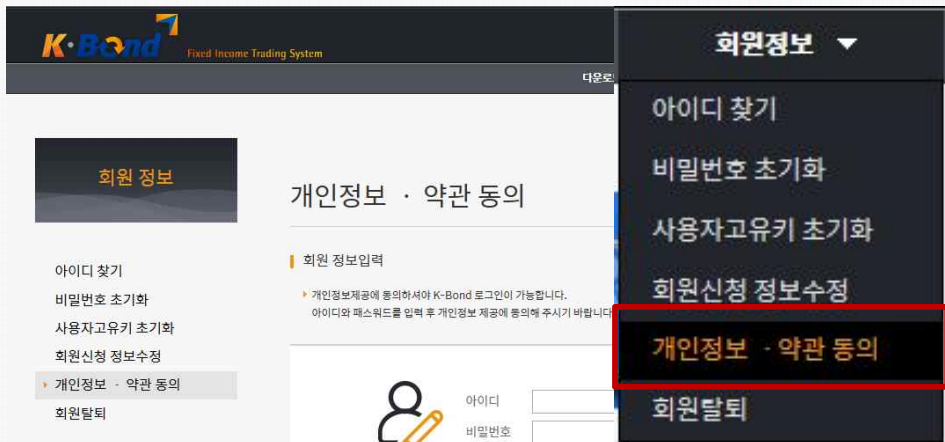 K·Bond
Fixed Income Trading System
회원 정보
아이디 찾기
비밀번호 초기화
사용자고유키 초기화
회원신청 정보수정
개인정보 · 약관 동의
회원탈퇴
개인정보 · 약관 동의
회원 정보입력
개인정보제공에 동의하셔야 K-Bond 로그인이 가능합니다.
아이디와 패스워드를 입력 후 개인정보 제공에 동의해 주시기 바랍니다
아이디
비밀번호
회원정보 ▼
아이디 찾기
비밀번호 초기화
사용자고유키 초기화
회원신청 정보수정
개인정보 · 약관 동의
회원탈퇴